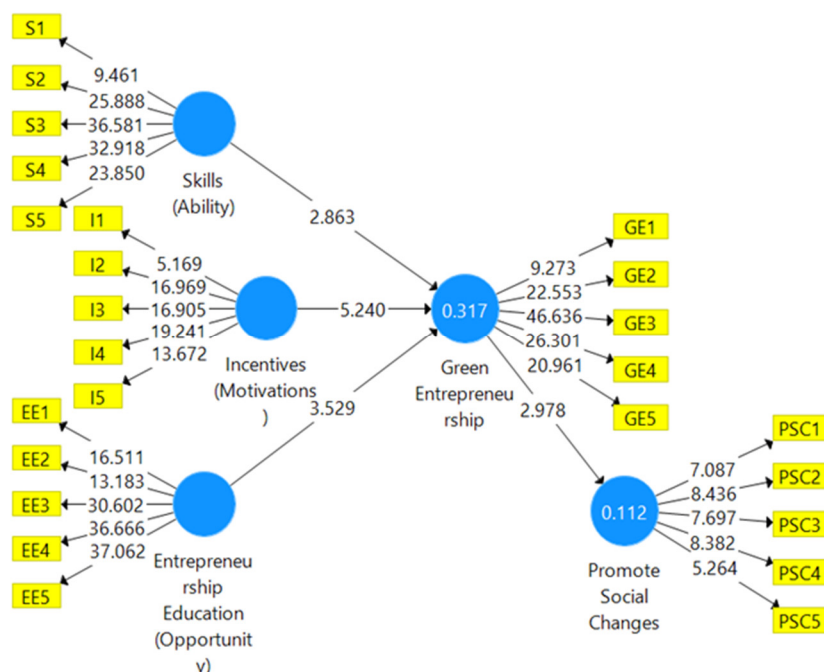 S1
S2
S3
S4
S5
9.461
25.888
36.581
32.918
23.850
Skills
(Ability)
2.863
I1
I2
I3
I4
I5
5.169
16.969
16.905
19.241
13.672
Incentives
(Motivations
)
5.240
EE1
EE2
EE3
EE4
EE5
16.511
13.183
30.602
36.666
37.062
Entrepreneu
rship
Education
(Opportunit
y)
3.529
0.317
Green
Entrepreneu
rship
GE1
GE2
GE3
GE4
GE5
9.273
22.553
46.636
26.301
20.961
2.978
0.112
Promote
Social
Changes
PSC1
PSC2
PSC3
PSC4
PSC5
7.087
8.436
7.697
8.382
5.264